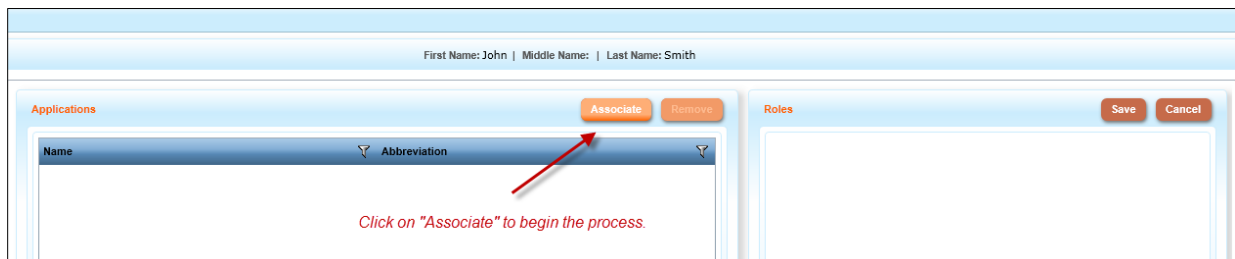 First Name: John | Middle Name: | Last Name: Smith
Applications
Associate
Remove
Roles
Save
Cancel
Name
Abbreviation
Click on "Associate" to begin the process.